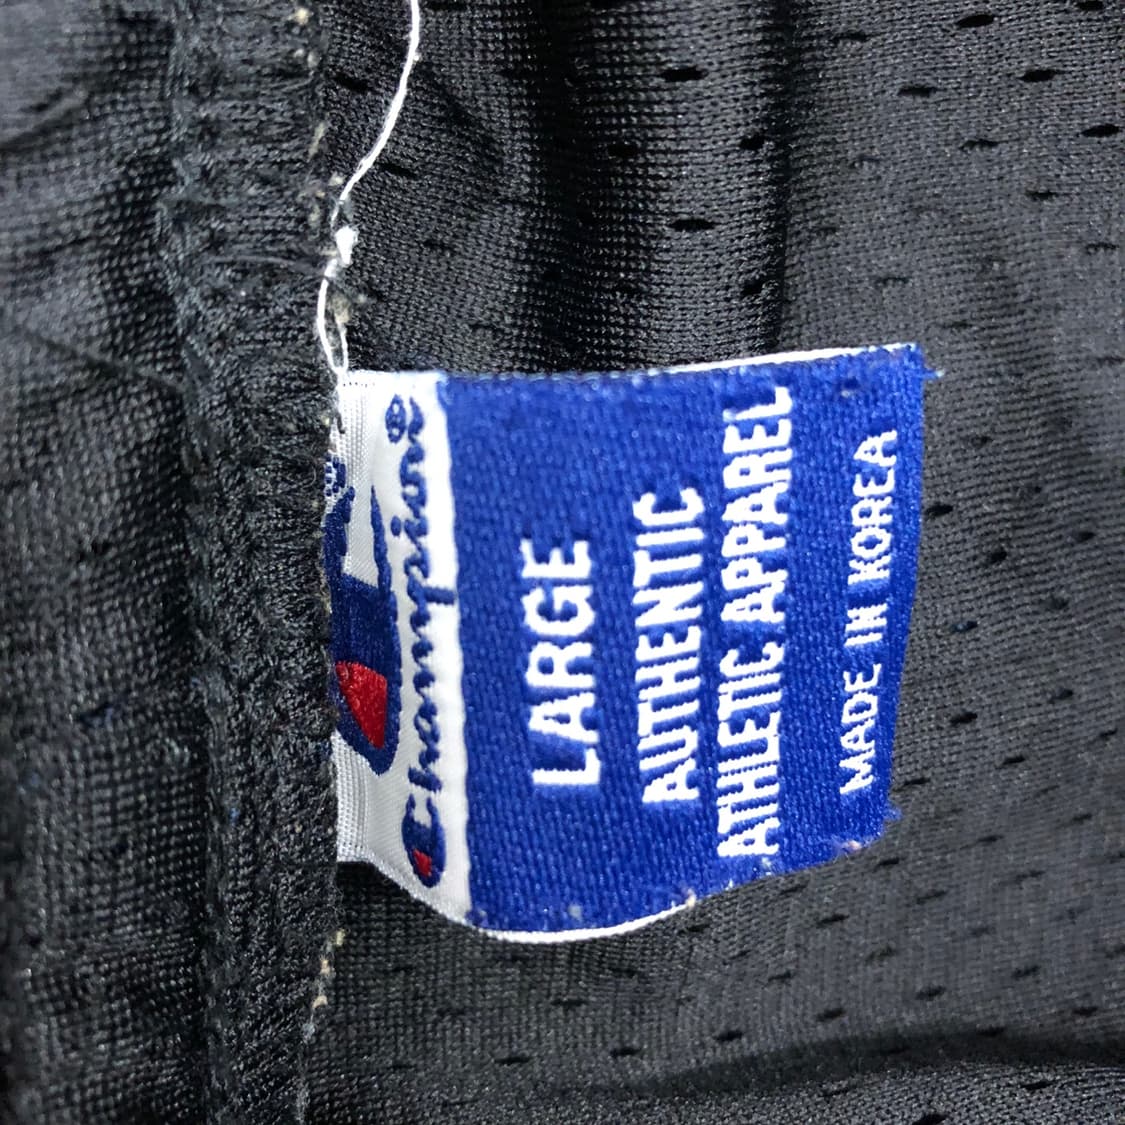 Champion®
LARGE
AUTHENTIC
ATHLETIC APPAREL
MADE IN KOREA